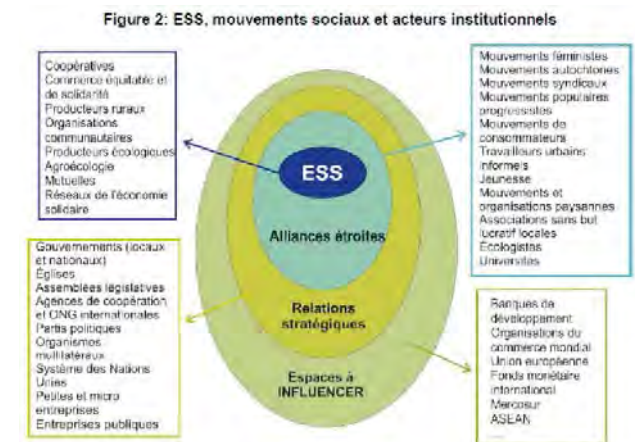 Figure 2: ESS, mouvements sociaux et acteurs institutionnels
Coopératives
Commerce équitable et
de solidarité
Producteurs ruraux
Organisations
communautaires
Producteurs écologiques
Agroécologie
Mutuelles
Réseaux de l'économie
solidaire
Mouvements féministes
Mouvements autochtones
Mouvements syndicaux
Mouvements populaires
progressistes
Mouvements de
consommateurs
Travailleurs urbains
informels
Jeunesse
Mouvements et
organisations paysannes
Associations sans but
lucratif locales
Écologistes
Universités
ESS
Alliances étroites
Relations
stratégiques
Espaces à
INFLUENCER
Gouvernements (locaux
et nationaux)
Églises
Assemblées législatives
Agences de coopération
et ONG internationales
Partis politiques
Organismes
multilatéraux
Système des Nations
Unies
Petites et micro
entreprises
Entreprises publiques
Banques de
développement
Organisations du
commerce mondial
Union européenne
Fonds monétaire
international
Mercosur
ASEAN